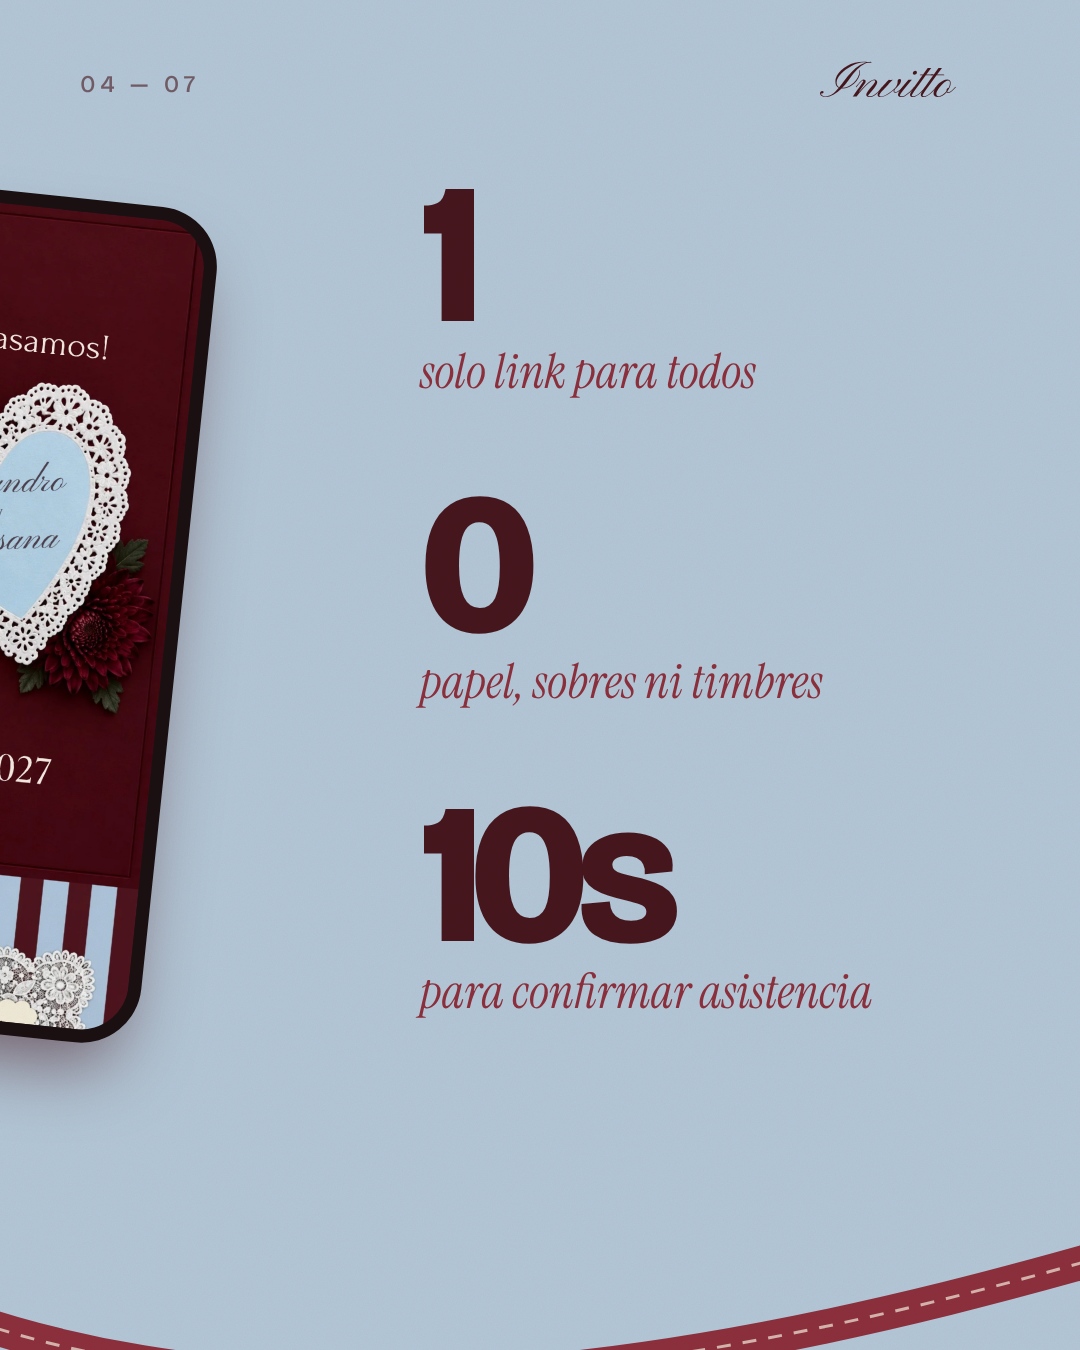 04 — 07
Invitto
1
solo link para todos
0
papel, sobres ni timbres
10s
para confirmar asistencia
asamos!
andro
sana
027